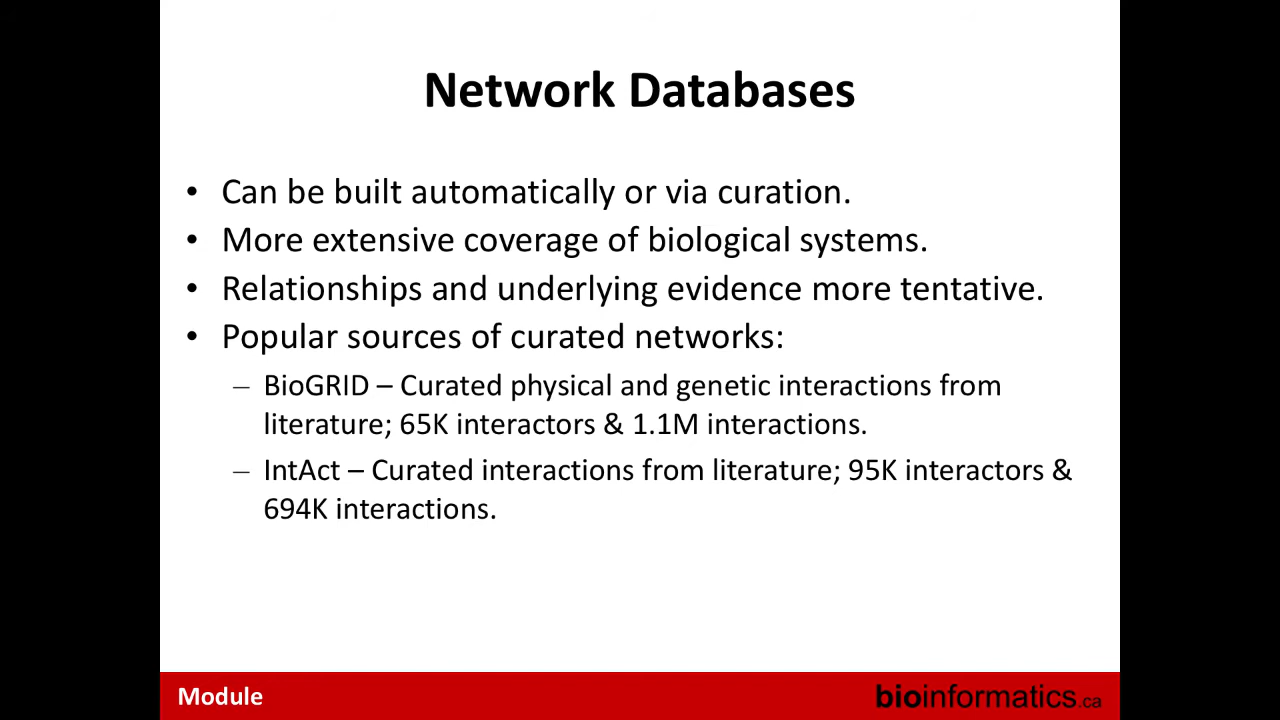 Network Databases
• Can be built automatically or via curation.
• More extensive coverage of biological systems.
• Relationships and underlying evidence more tentative.
• Popular sources of curated networks:
– BioGRID – Curated physical and genetic interactions from
literature; 65K interactors & 1.1M interactions.
– IntAct – Curated interactions from literature; 95K interactors &
694K interactions.
Module
bioinformatics.ca